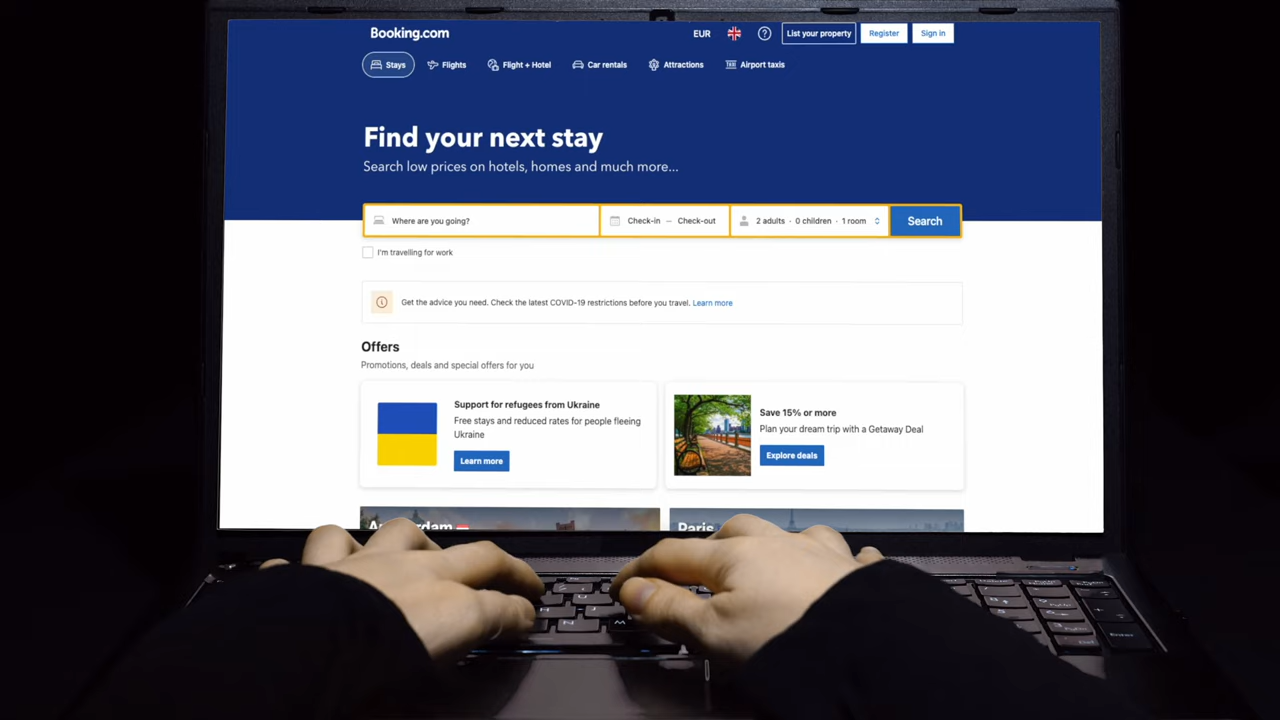 Booking.com
EUR
List your property
Register
Sign in
Stays
Flights
Flight + Hotel
Car rentals
Attractions
Airport taxis
Find your next stay
Search low prices on hotels, homes and much more...
Where are you going?
Check-in — Check-out
2 adults · 0 children · 1 room
Search
I'm travelling for work
Get the advice you need. Check the latest COVID-19 restrictions before you travel. Learn more
Offers
Promotions, deals and special offers for you
Support for refugees from Ukraine
Free stays and reduced rates for people fleeing
Ukraine
Learn more
Save 15% or more
Plan your dream trip with a Getaway Deal
Explore deals
Amsterdam
Paris
Enter